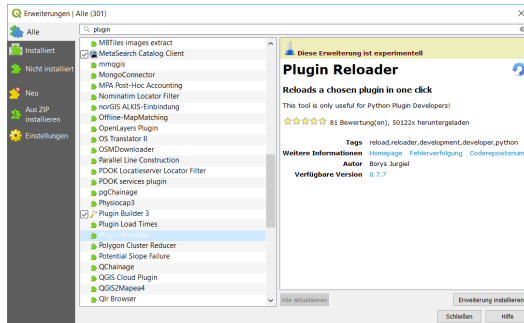 Erweiterungen | Alle (301)
Alle
Installiert
Nicht installiert
Neu
Aus ZIP
installieren
Einstellungen
plugin
MBTiles images extract
MetaSearch Catalog Client
mmqgis
MongoConnector
MPA Post-Hoc Accounting
Nominatim Locator Filter
norGIS ALKIS-Einbindung
Offline-MapMatching
OpenLayers Plugin
OS Translator II
OSMDownloader
Parallel Line Construction
PDOK Locatieserver Locator Filter
PDOK services plugin
pgChainage
Physiocap3
Plugin Builder 3
Plugin Load Times
Plugin Reloader
Polygon Cluster Reducer
Potential Slope Failure
QChainage
QGIS Cloud Plugin
QGIS2Mapea4
Qlr Browser
Diese Erweiterung ist experimentell
Plugin Reloader
Reloads a chosen plugin in one click
This tool is only useful for Python Plugin Developers!
81 Bewertung(en), 50122x heruntergeladen
Tags reload,reloader,development,developer,python
Weitere Informationen Homepage Fehlerverfolgung Coderepositorium
Autor Borys Jurgiel
Verfügbare Version 0.7.7
Alle aktualisieren
Erweiterung installieren
Schließen
Hilfe